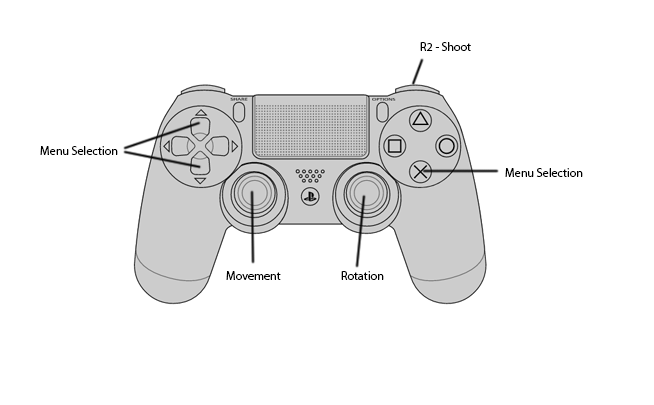 R2 - Shoot
SHARE
OPTIONS
Menu Selection
Menu Selection
Movement
Rotation